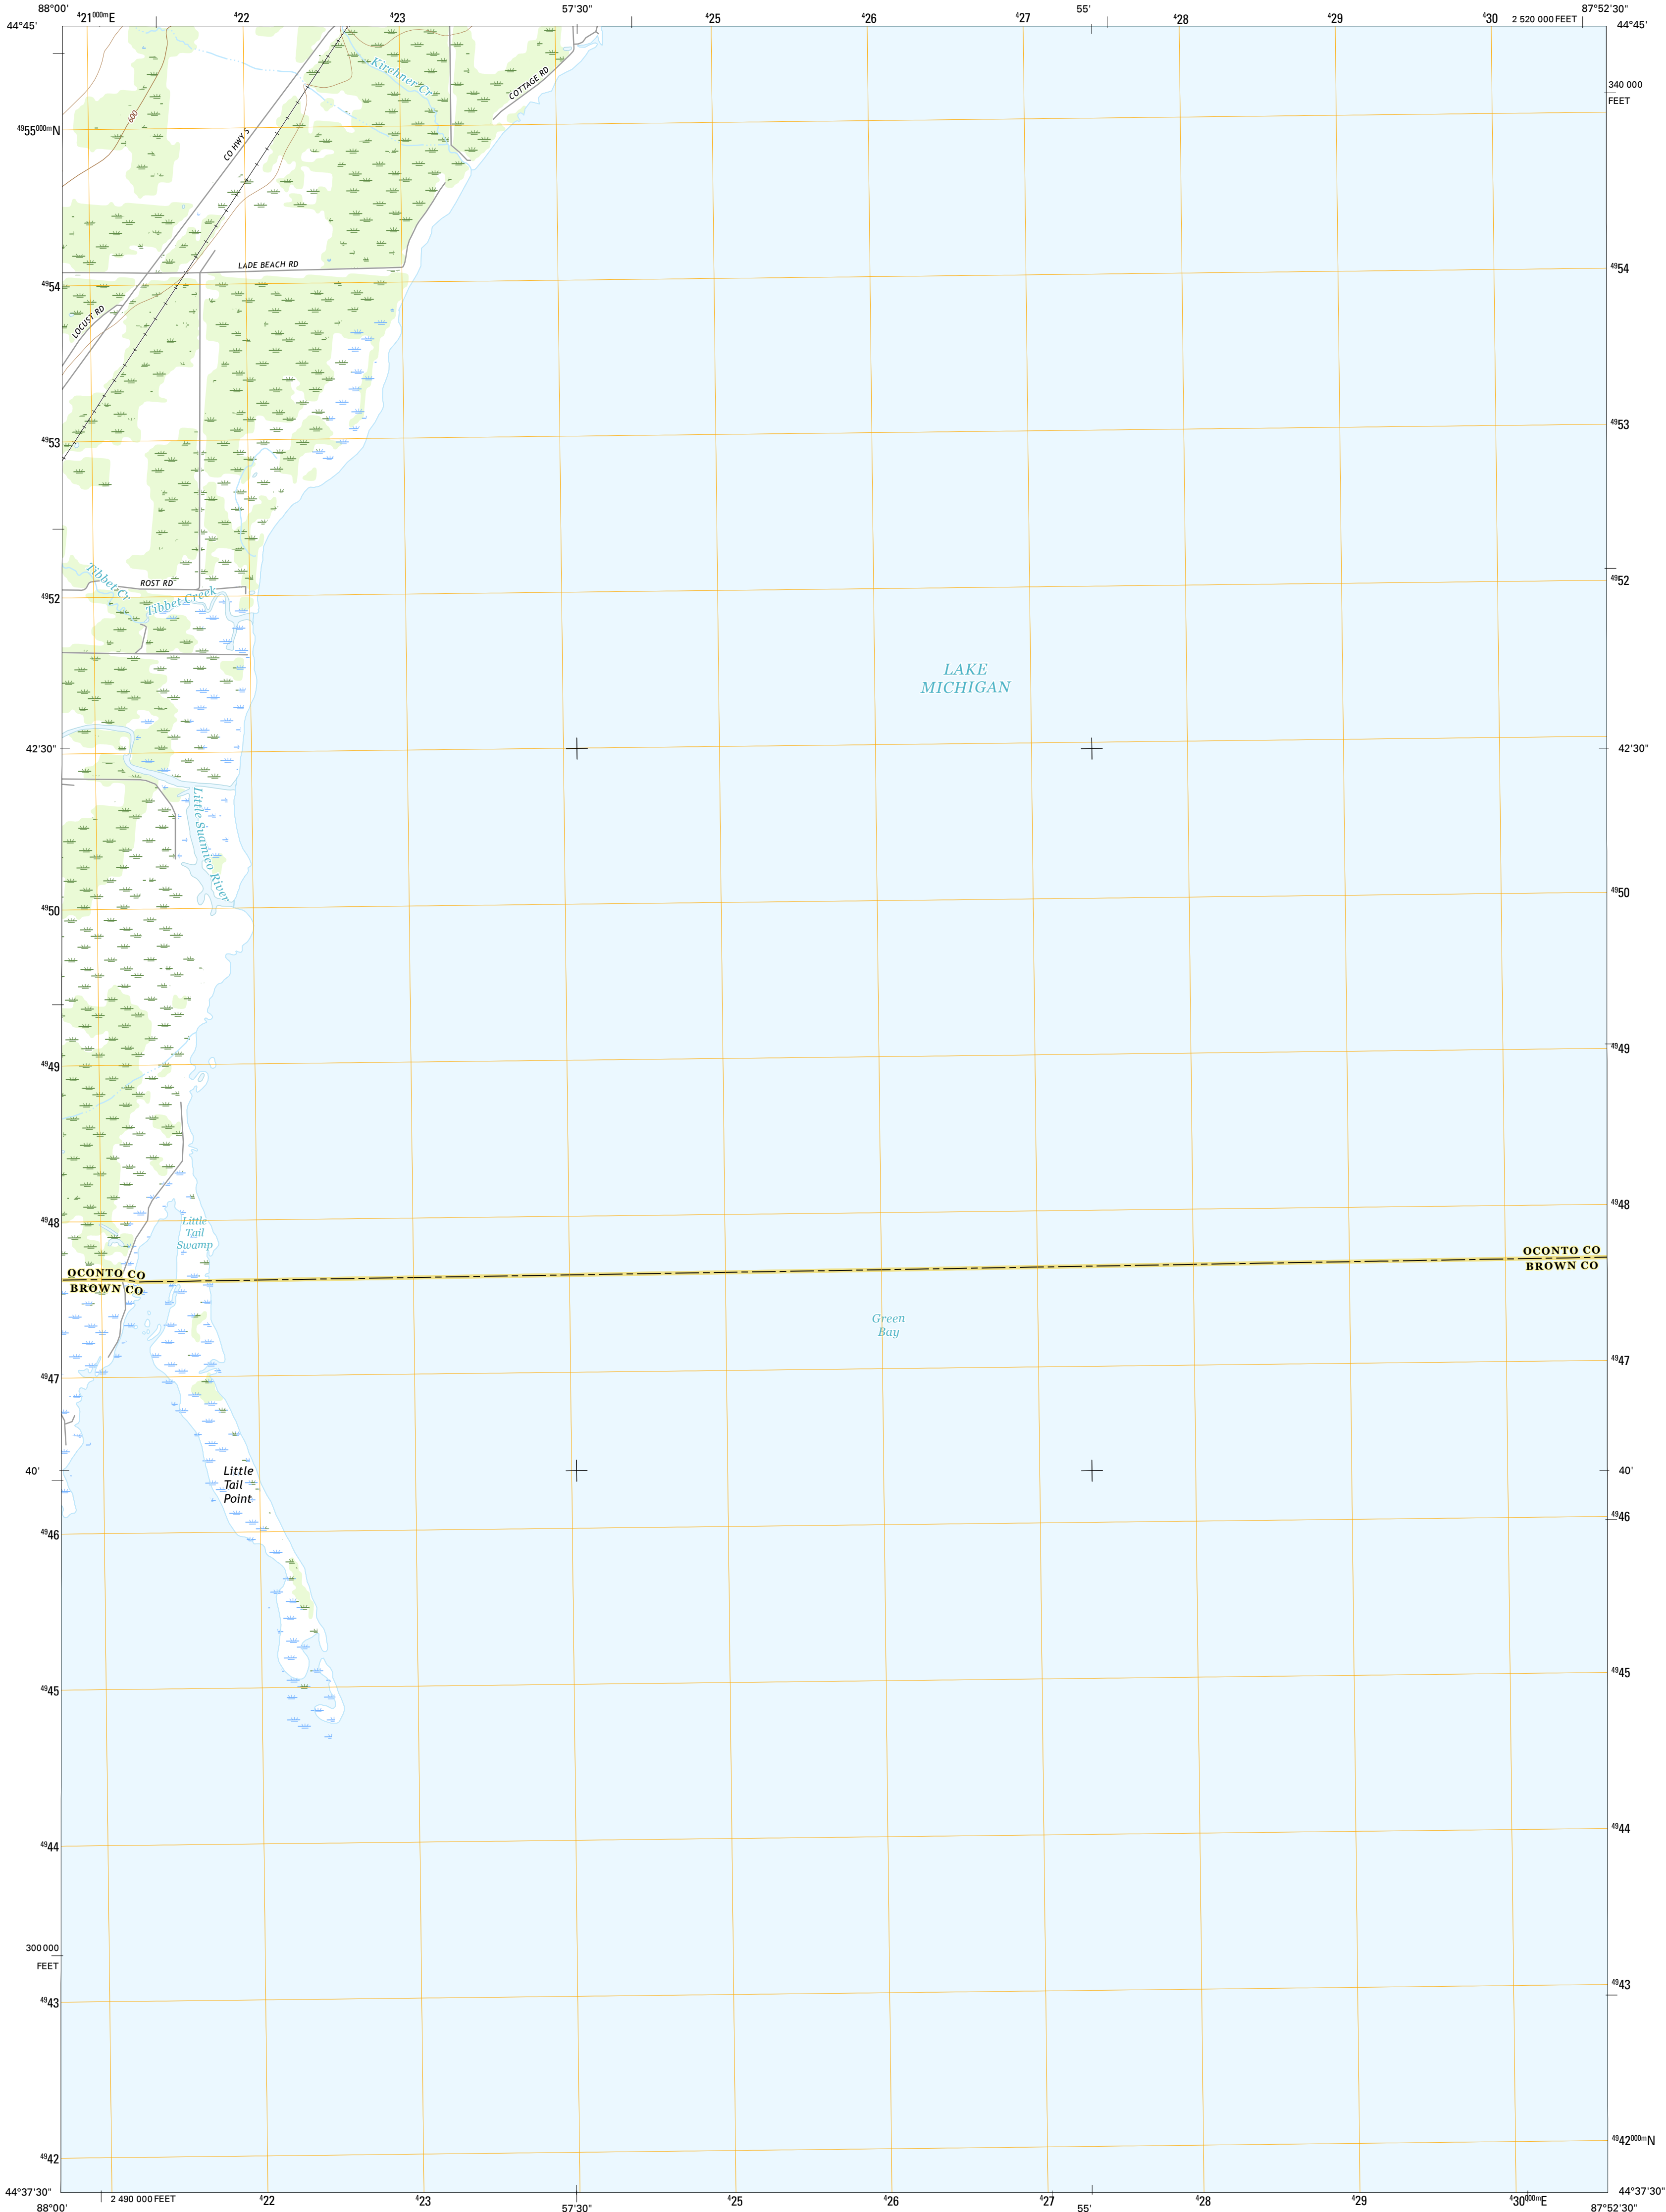 88°00'
⁴21⁰⁰⁰ᵐE
⁴22
⁴23
57'30"
⁴25
⁴26
⁴27
55'
⁴28
⁴29
⁴30
2 520 000 FEET
87°52'30"
44°45'
44°45'
Kirchner Cr
COTTAGE RD
340 000
FEET
600
⁴⁹55⁰⁰⁰ᵐN
CO HWY S
LADE BEACH RD
⁴⁹54
⁴⁹54
LOCUST RD
⁴⁹53
⁴⁹53
Tibbet Cr
ROST RD
Tibbet Creek
⁴⁹52
⁴⁹52
LAKE
MICHIGAN
42'30"
42'30"
Little Suamico River
⁴⁹50
⁴⁹50
⁴⁹49
⁴⁹49
⁴⁹48
⁴⁹48
Little
Tail
Swamp
OCONTO CO
BROWN CO
OCONTO CO
BROWN CO
Green
Bay
⁴⁹47
⁴⁹47
40'
40'
Little
Tail
Point
⁴⁹46
⁴⁹46
⁴⁹45
⁴⁹45
⁴⁹44
⁴⁹44
300 000
FEET
⁴⁹43
⁴⁹43
⁴⁹42
⁴⁹42⁰⁰⁰ᵐN
44°37'30"
44°37'30"
88°00'
2 490 000 FEET
⁴22
⁴23
57'30"
⁴25
⁴26
⁴27
55'
⁴28
⁴29
⁴30⁰⁰⁰ᵐE
87°52'30"